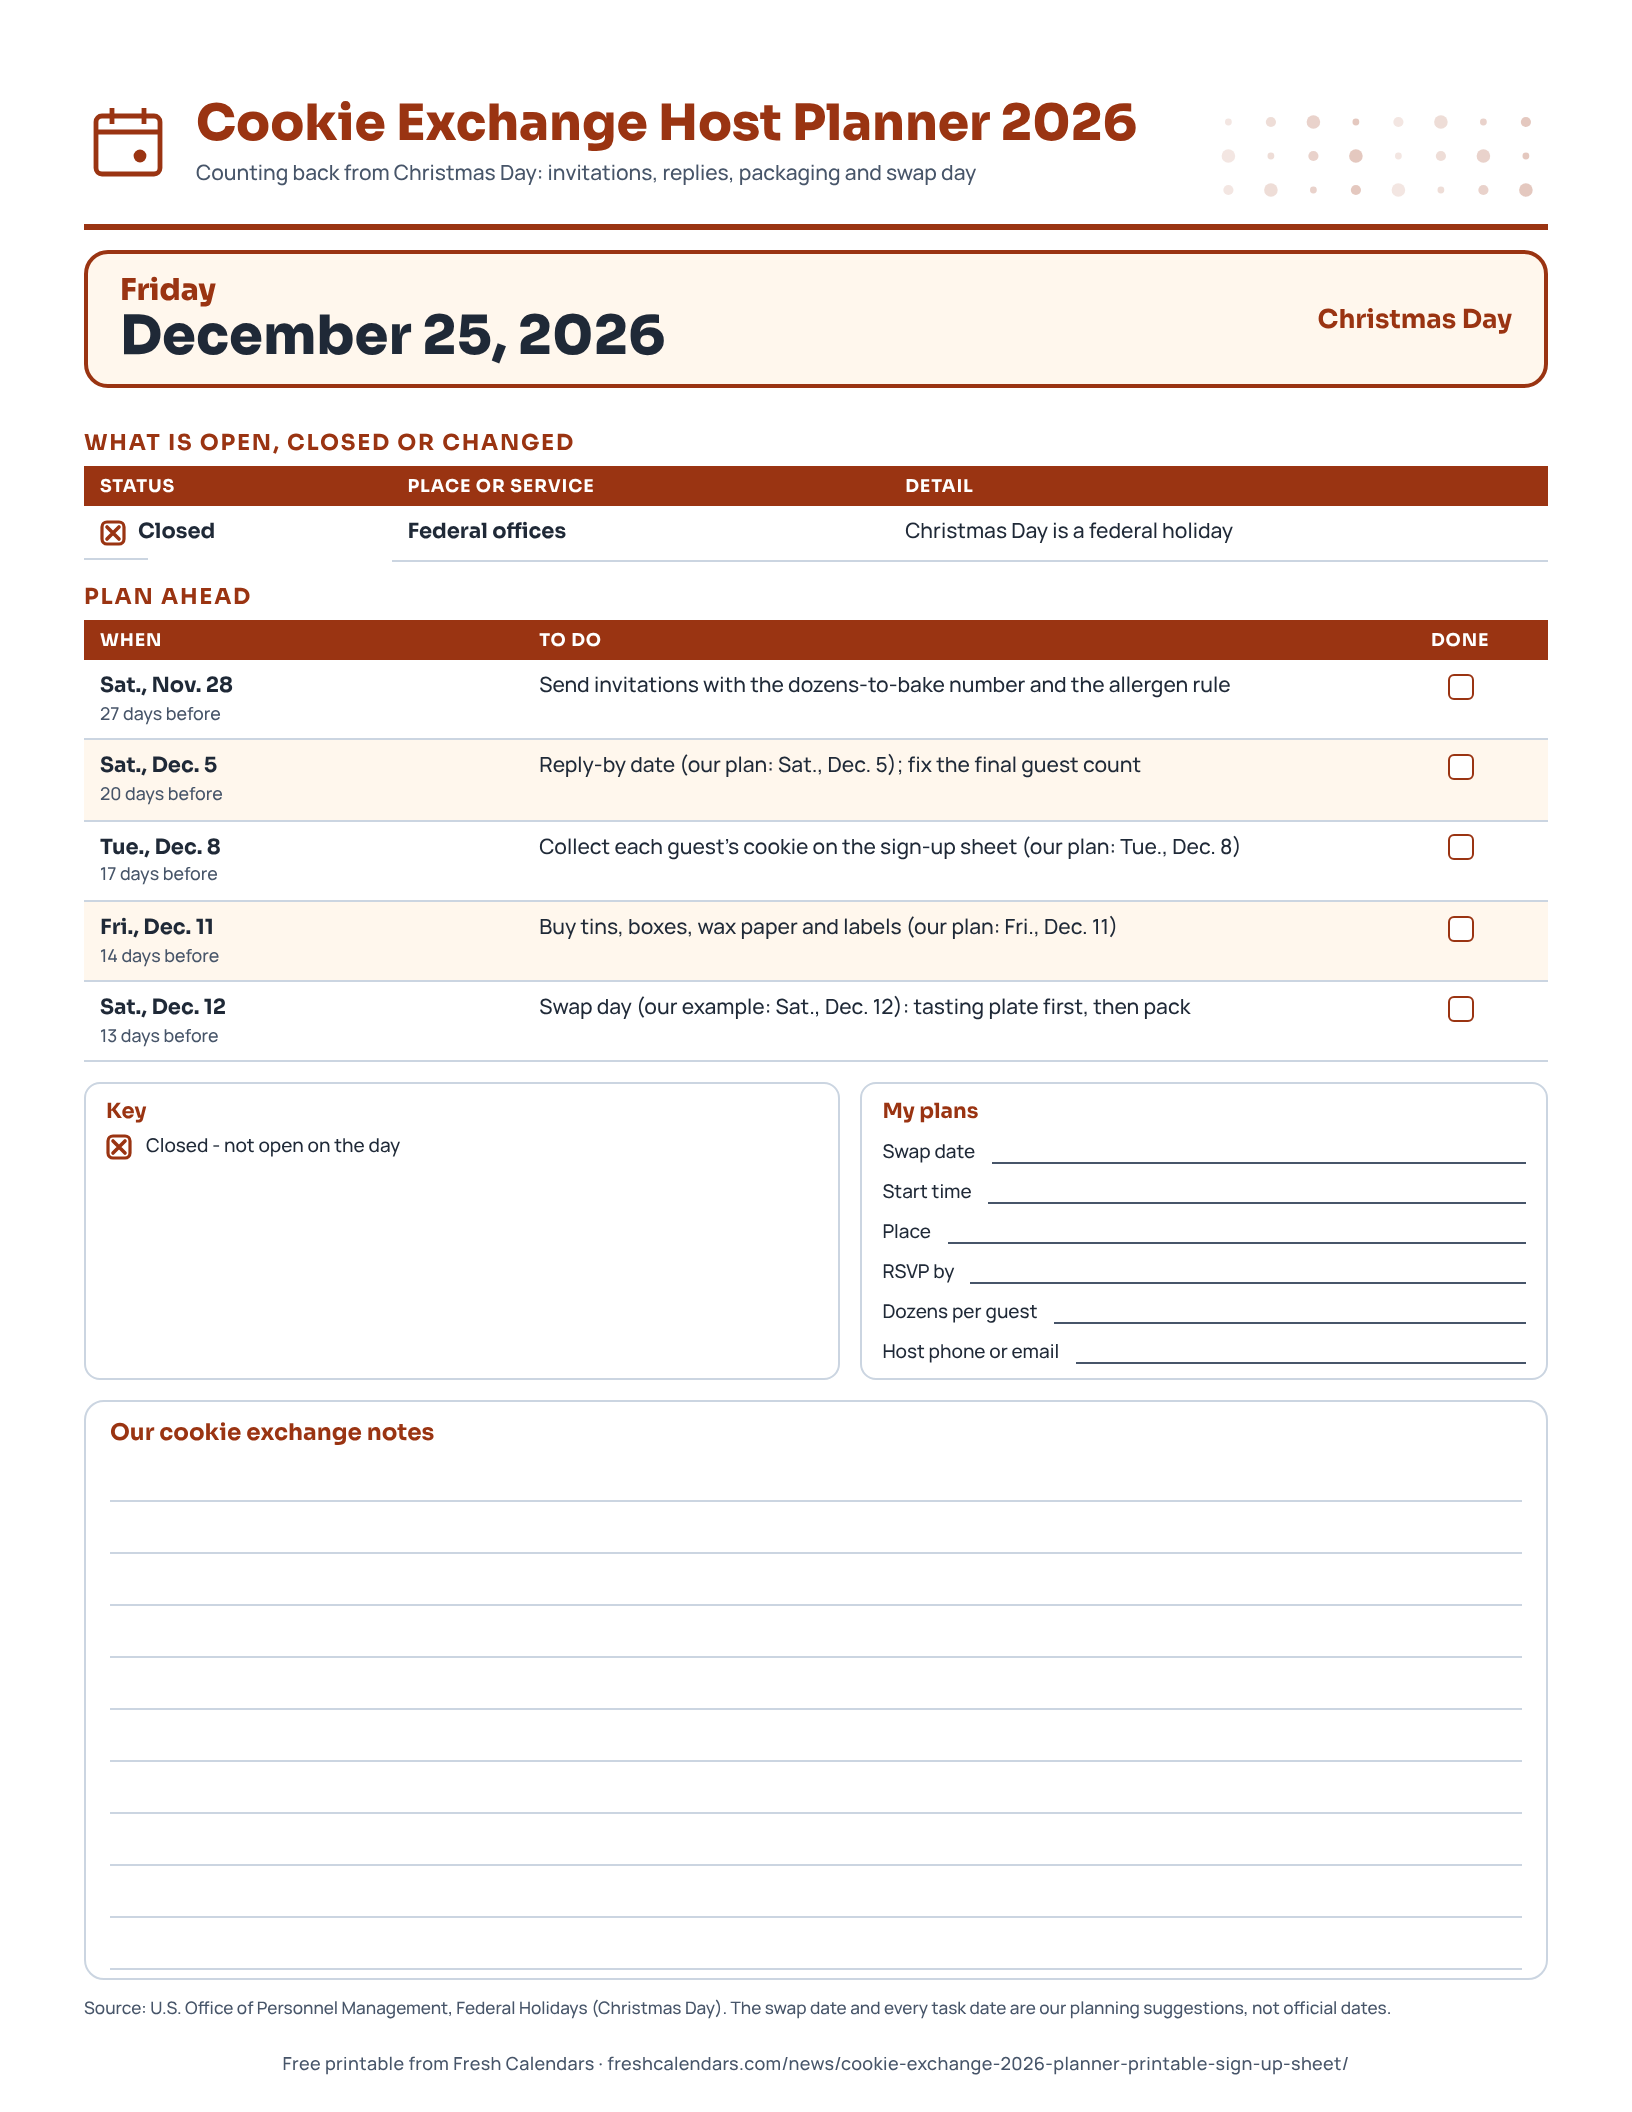 Cookie Exchange Host Planner 2026
Counting back from Christmas Day: invitations, replies, packaging and swap day
Friday
December 25, 2026
Christmas Day
WHAT IS OPEN, CLOSED OR CHANGED
STATUS PLACE OR SERVICE DETAIL
Closed Federal offices Christmas Day is a federal holiday
PLAN AHEAD
WHEN TO DO DONE
Sat., Nov. 28 Send invitations with the dozens-to-bake number and the allergen rule
27 days before
Sat., Dec. 5 Reply-by date (our plan: Sat., Dec. 5); fix the final guest count
20 days before
Tue., Dec. 8 Collect each guest’s cookie on the sign-up sheet (our plan: Tue., Dec. 8)
17 days before
Fri., Dec. 11 Buy tins, boxes, wax paper and labels (our plan: Fri., Dec. 11)
14 days before
Sat., Dec. 12 Swap day (our example: Sat., Dec. 12): tasting plate first, then pack
13 days before
Key
Closed - not open on the day
My plans
Swap date
Start time
Place
RSVP by
Dozens per guest
Host phone or email
Our cookie exchange notes
Source: U.S. Office of Personnel Management, Federal Holidays (Christmas Day). The swap date and every task date are our planning suggestions, not official dates.
Free printable from Fresh Calendars · freshcalendars.com/news/cookie-exchange-2026-planner-printable-sign-up-sheet/